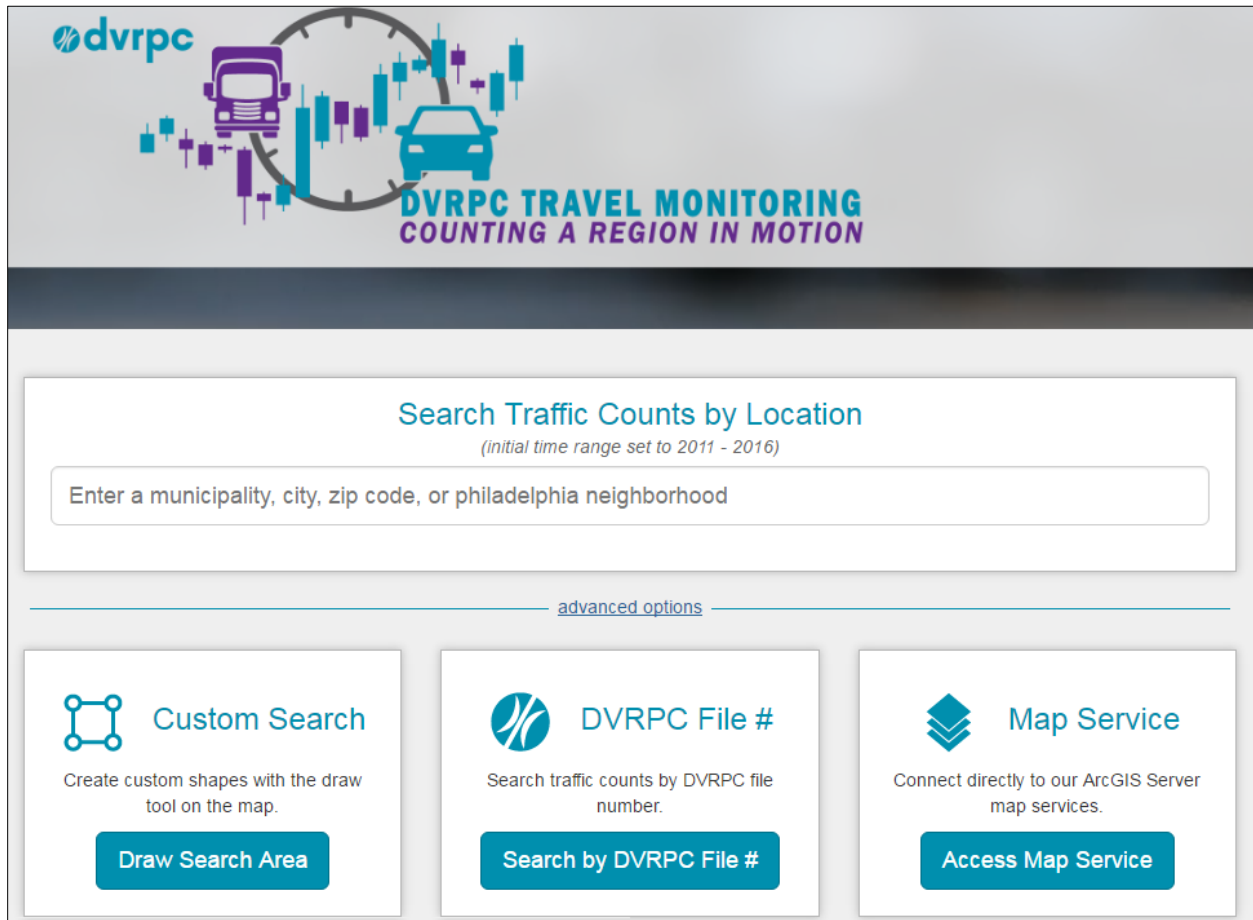 dvrpc
DVRPC TRAVEL MONITORING
COUNTING A REGION IN MOTION
Search Traffic Counts by Location
(initial time range set to 2011 - 2016)
Enter a municipality, city, zip code, or philadelphia neighborhood
advanced options
Custom Search
Create custom shapes with the draw
tool on the map.
Draw Search Area
DVRPC File #
Search traffic counts by DVRPC file
number.
Search by DVRPC File #
Map Service
Connect directly to our ArcGIS Server
map services.
Access Map Service